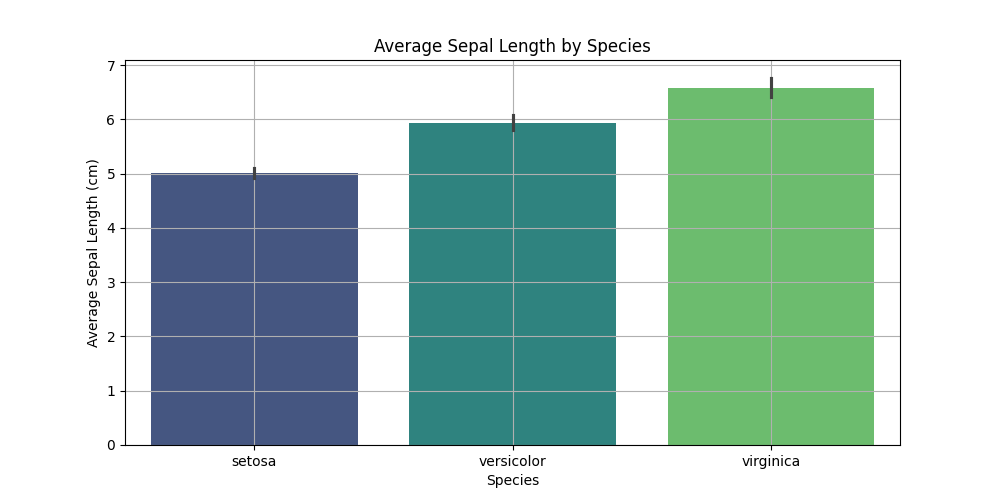 Average Sepal Length by Species
Average Sepal Length (cm)
7
6
5
4
3
2
1
0
setosa versicolor virginica
Species